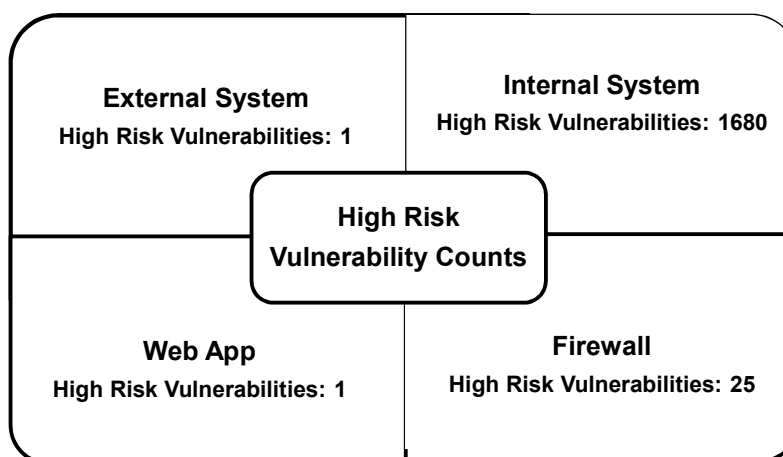 External System
High Risk Vulnerabilities: 1
Internal System
High Risk Vulnerabilities: 1680
High Risk
Vulnerability Counts
Web App
High Risk Vulnerabilities: 1
Firewall
High Risk Vulnerabilities: 25